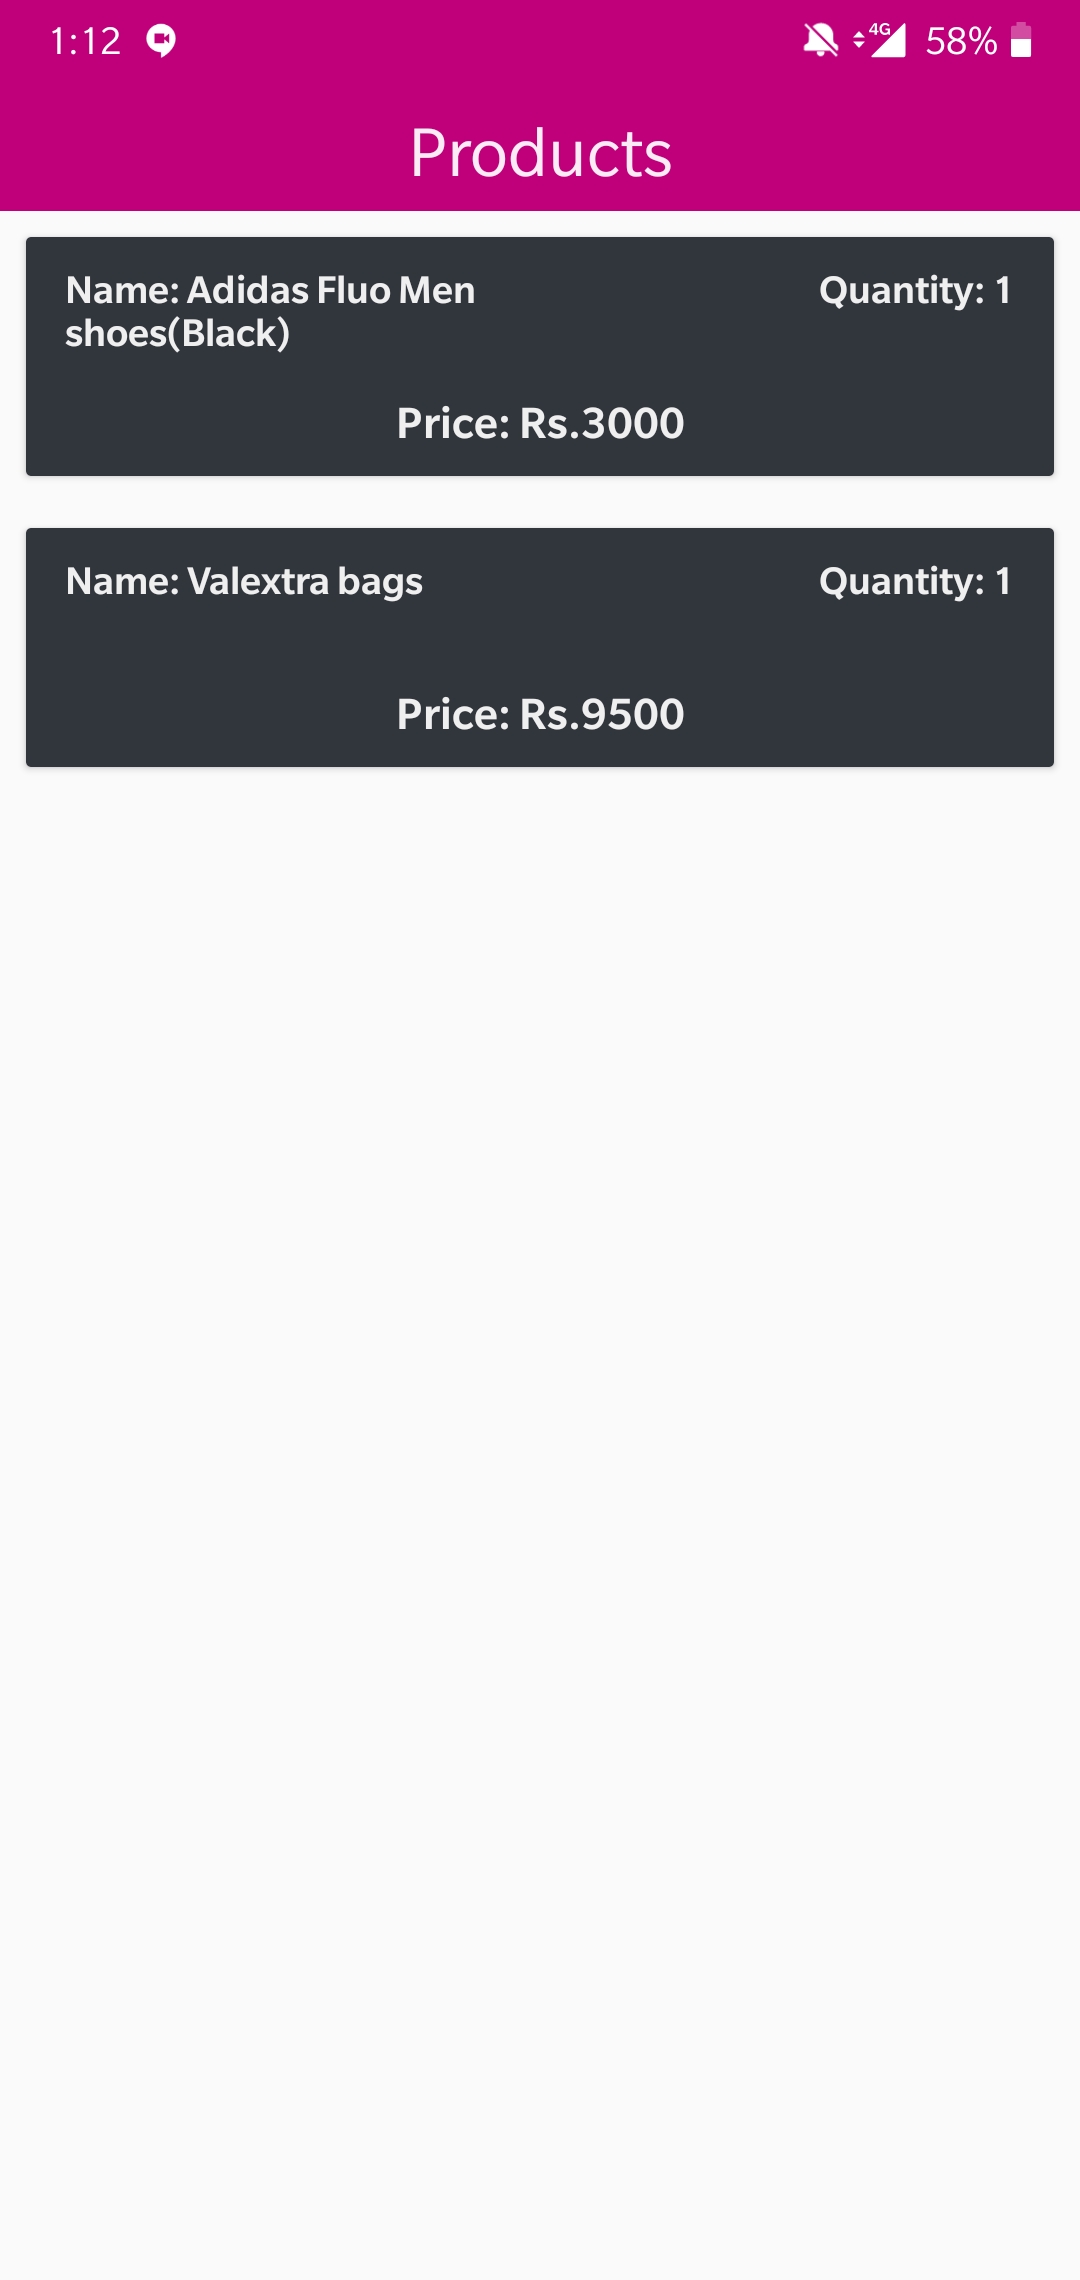 1:12
4G 58%
Products
Name: Adidas Fluo Men Quantity: 1
shoes(Black)
Price: Rs.3000
Name: Valextra bags Quantity: 1
Price: Rs.9500